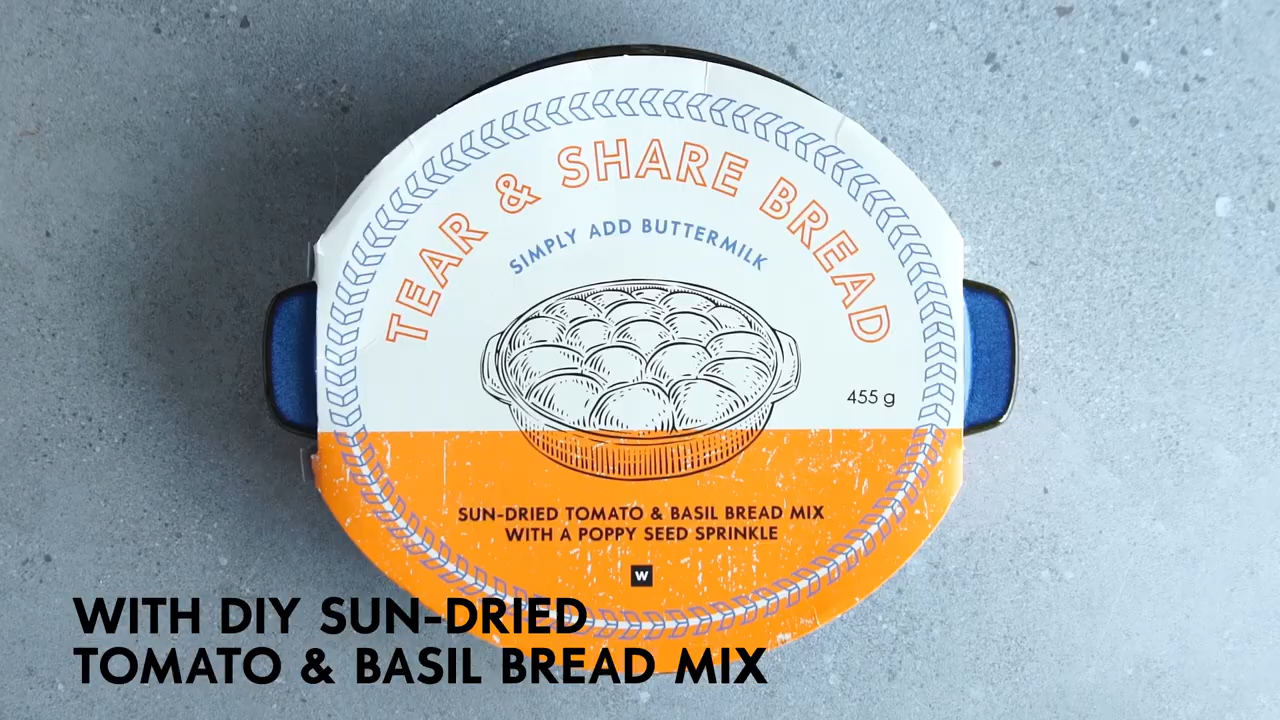 TEAR & SHARE BREAD
SIMPLY ADD BUTTERMILK
455 g
SUN-DRIED TOMATO & BASIL BREAD MIX
WITH A POPPY SEED SPRINKLE
W
WITH DIY SUN-DRIED
TOMATO & BASIL BREAD MIX